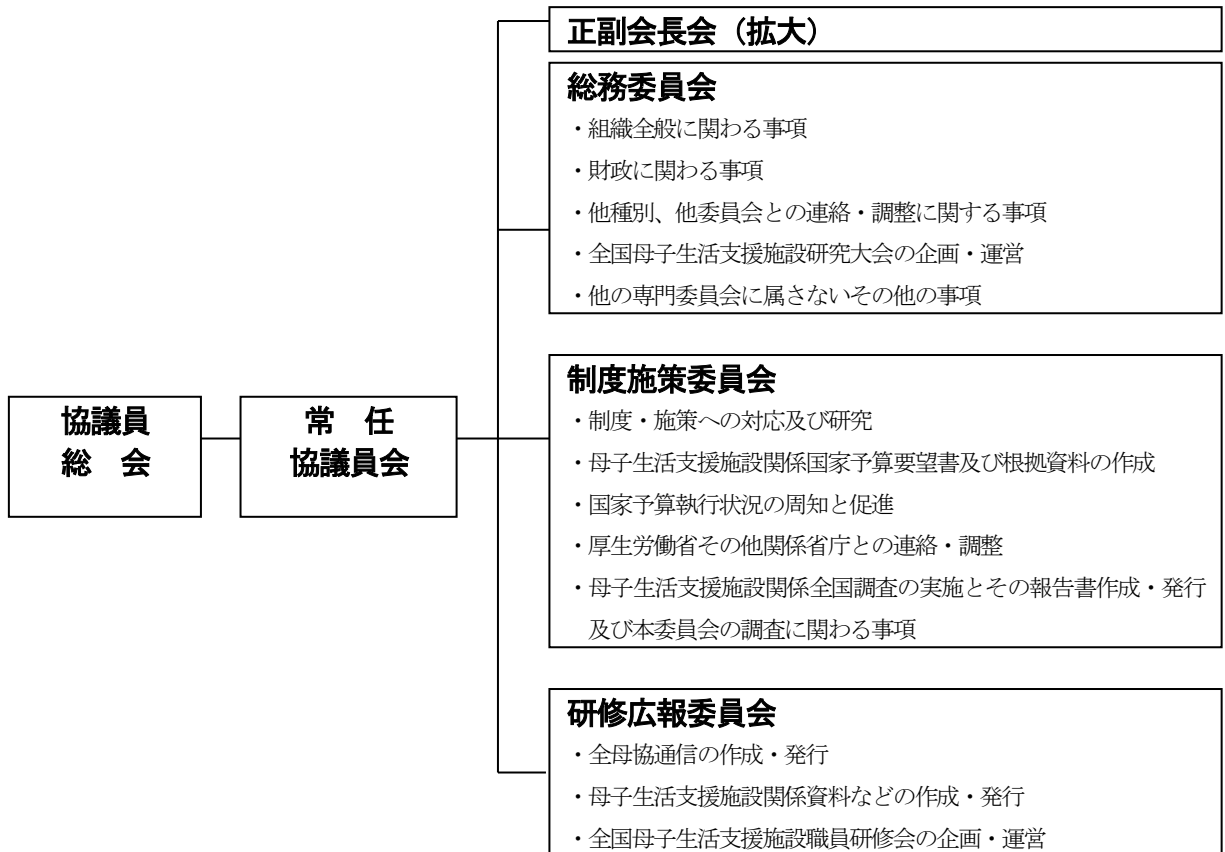 正副会長会（拡大）
総務委員会
・組織全般に関わる事項
・財政に関わる事項
・他種別、他委員会との連絡・調整に関する事項
・全国母子生活支援施設研究大会の企画・運営
・他の専門委員会に属さないその他の事項
協議員
総　会
常　任
協議員会
制度施策委員会
・制度・施策への対応及び研究
・母子生活支援施設関係国家予算要望書及び根拠資料の作成
・国家予算執行状況の周知と促進
・厚生労働省その他関係省庁との連絡・調整
・母子生活支援施設関係全国調査の実施とその報告書作成・発行
及び本委員会の調査に関わる事項
研修広報委員会
・全母協通信の作成・発行
・母子生活支援施設関係資料などの作成・発行
・全国母子生活支援施設職員研修会の企画・運営